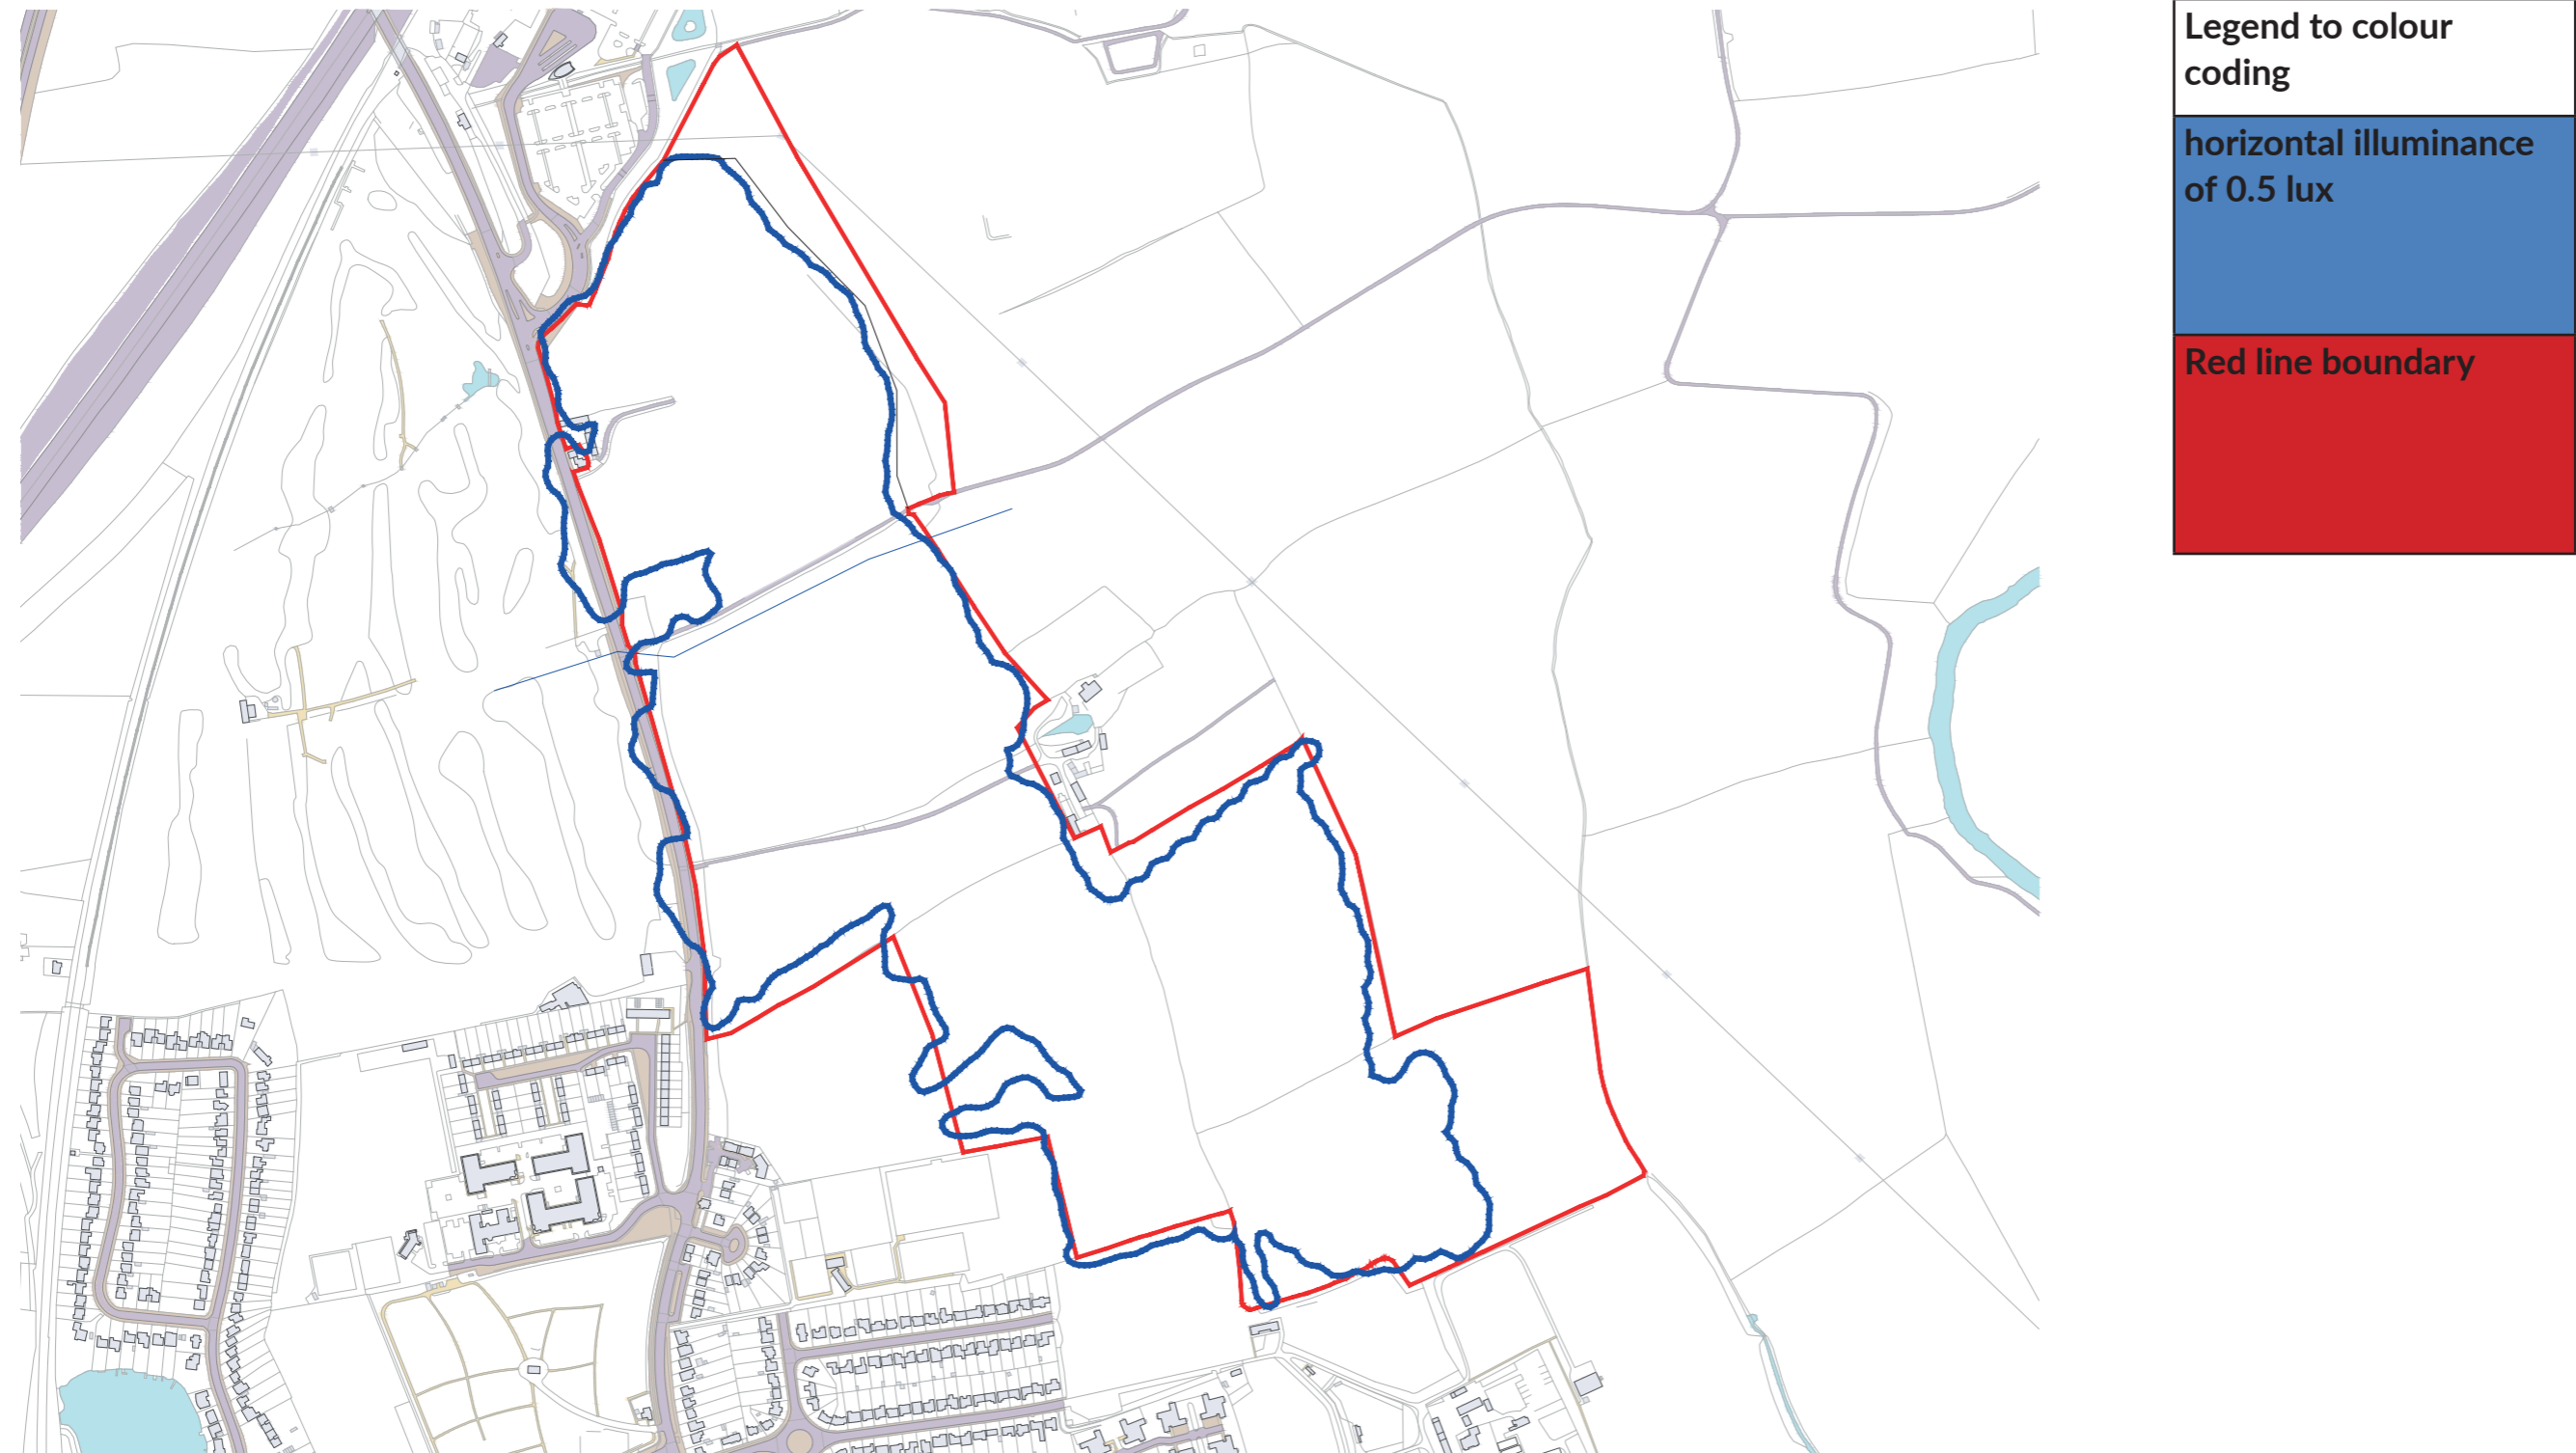 Legend to colour
coding
horizontal illuminance
of 0.5 lux
Red line boundary